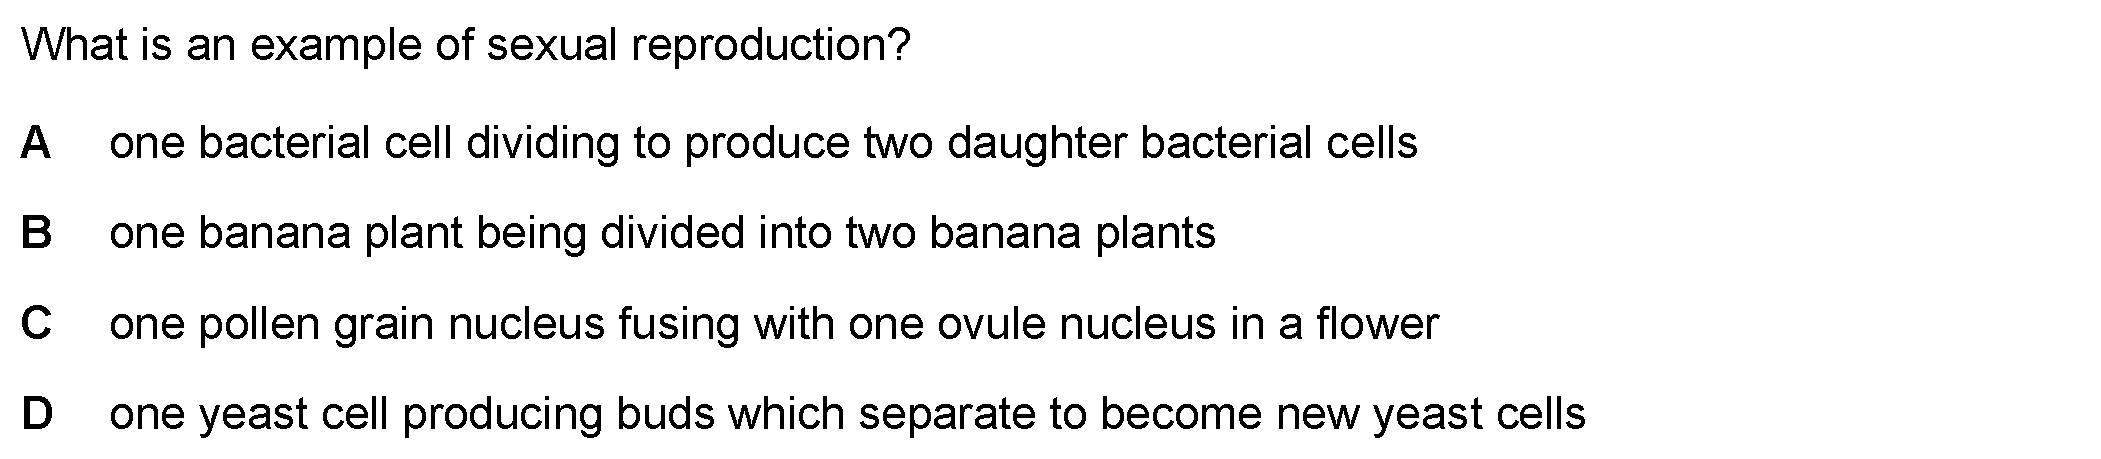 What is an example of sexual reproduction?
A one bacterial cell dividing to produce two daughter bacterial cells
B one banana plant being divided into two banana plants
C one pollen grain nucleus fusing with one ovule nucleus in a flower
D one yeast cell producing buds which separate to become new yeast cells